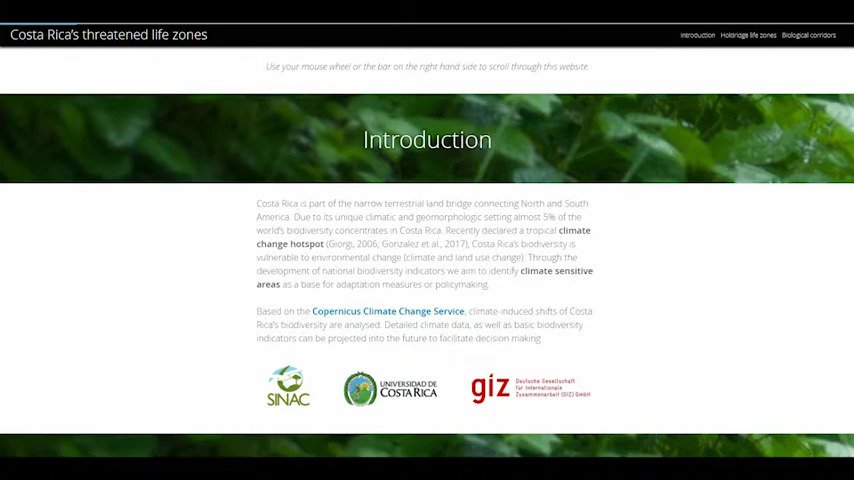 Costa Rica's threatened life zones
Introduction Holdridge life zones Biological corridors
Use your mouse wheel or the bar on the right hand side to scroll through this website.
Introduction
Costa Rica is part of the narrow terrestrial land bridge connecting North and South
America. Due to its unique climatic and geomorphologic setting almost 5% of the
world's biodiversity concentrates in Costa Rica. Recently declared a tropical climate
change hotspot (Giorgi, 2006; Gonzalez et al., 2017), Costa Rica's biodiversity is
vulnerable to environmental change (climate and land use change). Through the
development of national biodiversity indicators we aim to identify climate sensitive
areas as a base for adaptation measures or policymaking.
Based on the Copernicus Climate Change Service, climate-induced shifts of Costa
Rica's biodiversity are analysed. Detailed climate data, as well as basic biodiversity
indicators can be projected into the future to facilitate decision making
SINAC
UNIVERSIDAD DE
COSTA RICA
giz
Deutsche Gesellschaft
für Internationale
Zusammenarbeit (GIZ) GmbH